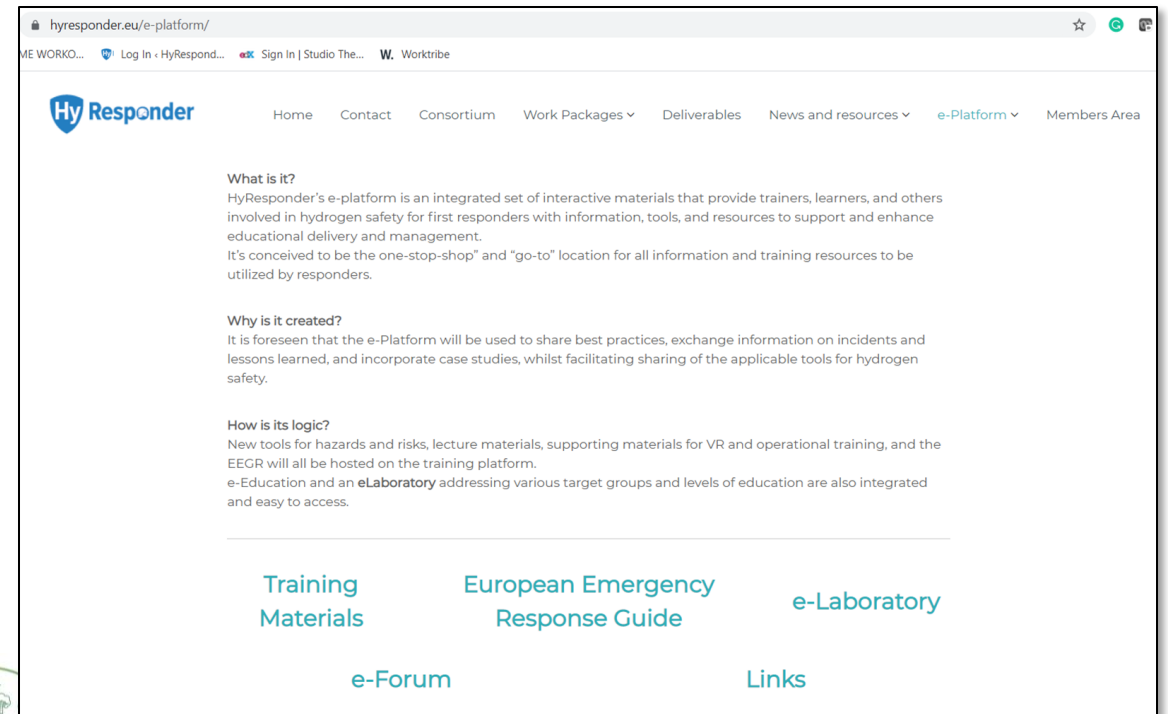 hyresponder.eu/e-platform/
ME WORKO... Log In ‹ HyRespond... edX Sign In | Studio The... W. Worktribe
Hy Responder Home Contact Consortium Work Packages Deliverables News and resources e-Platform Members Area
What is it?
HyResponder's e-platform is an integrated set of interactive materials that provide trainers, learners, and others
involved in hydrogen safety for first responders with information, tools, and resources to support and enhance
educational delivery and management.
It's conceived to be the one-stop-shop" and "go-to" location for all information and training resources to be
utilized by responders.
Why is it created?
It is foreseen that the e-Platform will be used to share best practices, exchange information on incidents and
lessons learned, and incorporate case studies, whilst facilitating sharing of the applicable tools for hydrogen
safety.
How is its logic?
New tools for hazards and risks, lecture materials, supporting materials for VR and operational training, and the
EEGR will all be hosted on the training platform.
e-Education and an eLaboratory addressing various target groups and levels of education are also integrated
and easy to access.
Training
Materials
European Emergency
Response Guide
e-Laboratory
e-Forum
Links